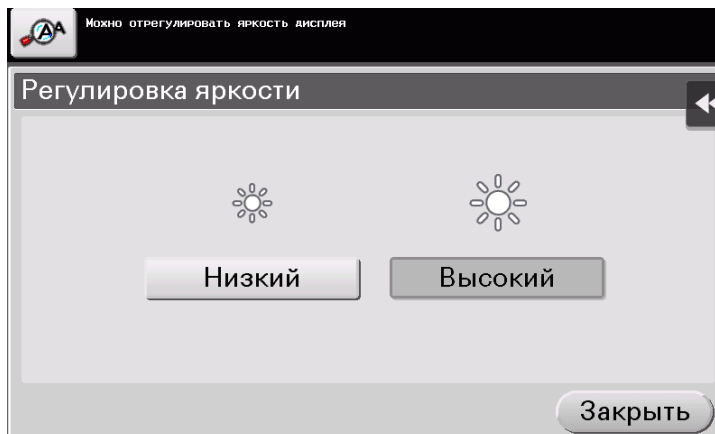 Можно отрегулировать яркость дисплея
Регулировка яркости
Низкий
Высокий
Закрыть